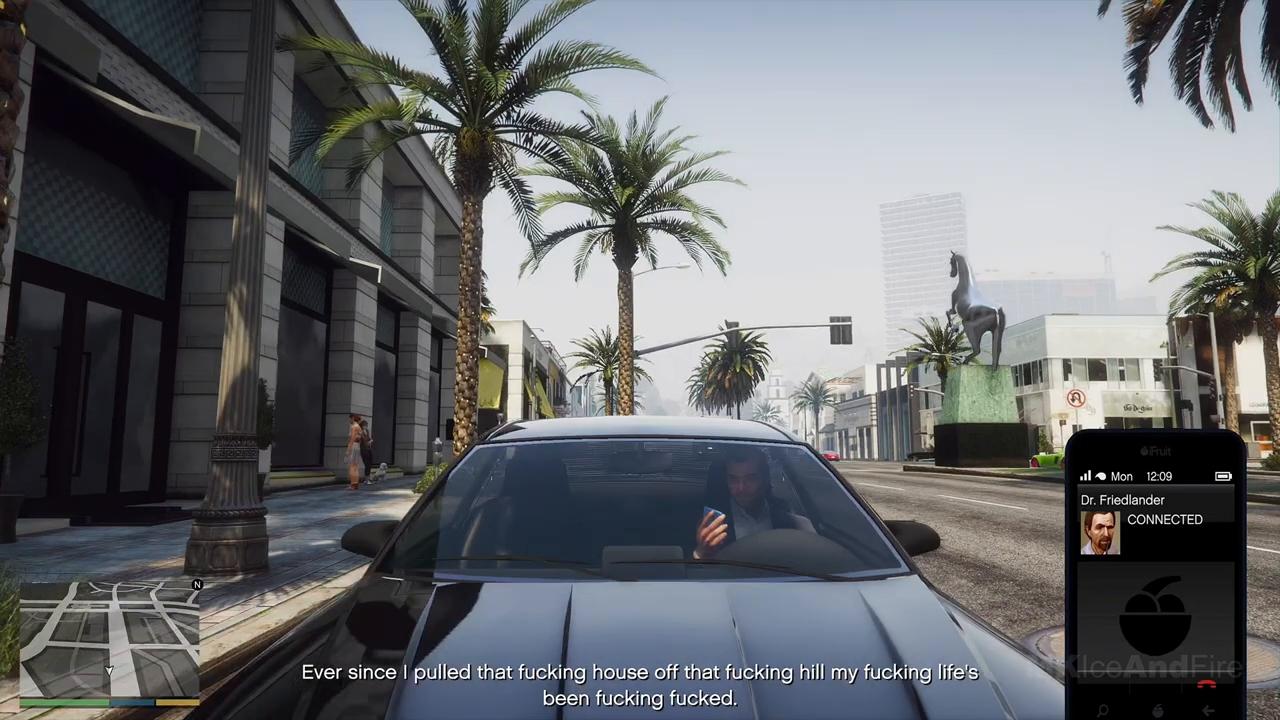 iFruit
Mon 12:09
Dr. Friedlander
CONNECTED
N
Ever since I pulled that fucking house off that fucking hill my fucking life's
been fucking fucked.
KIceAndFire